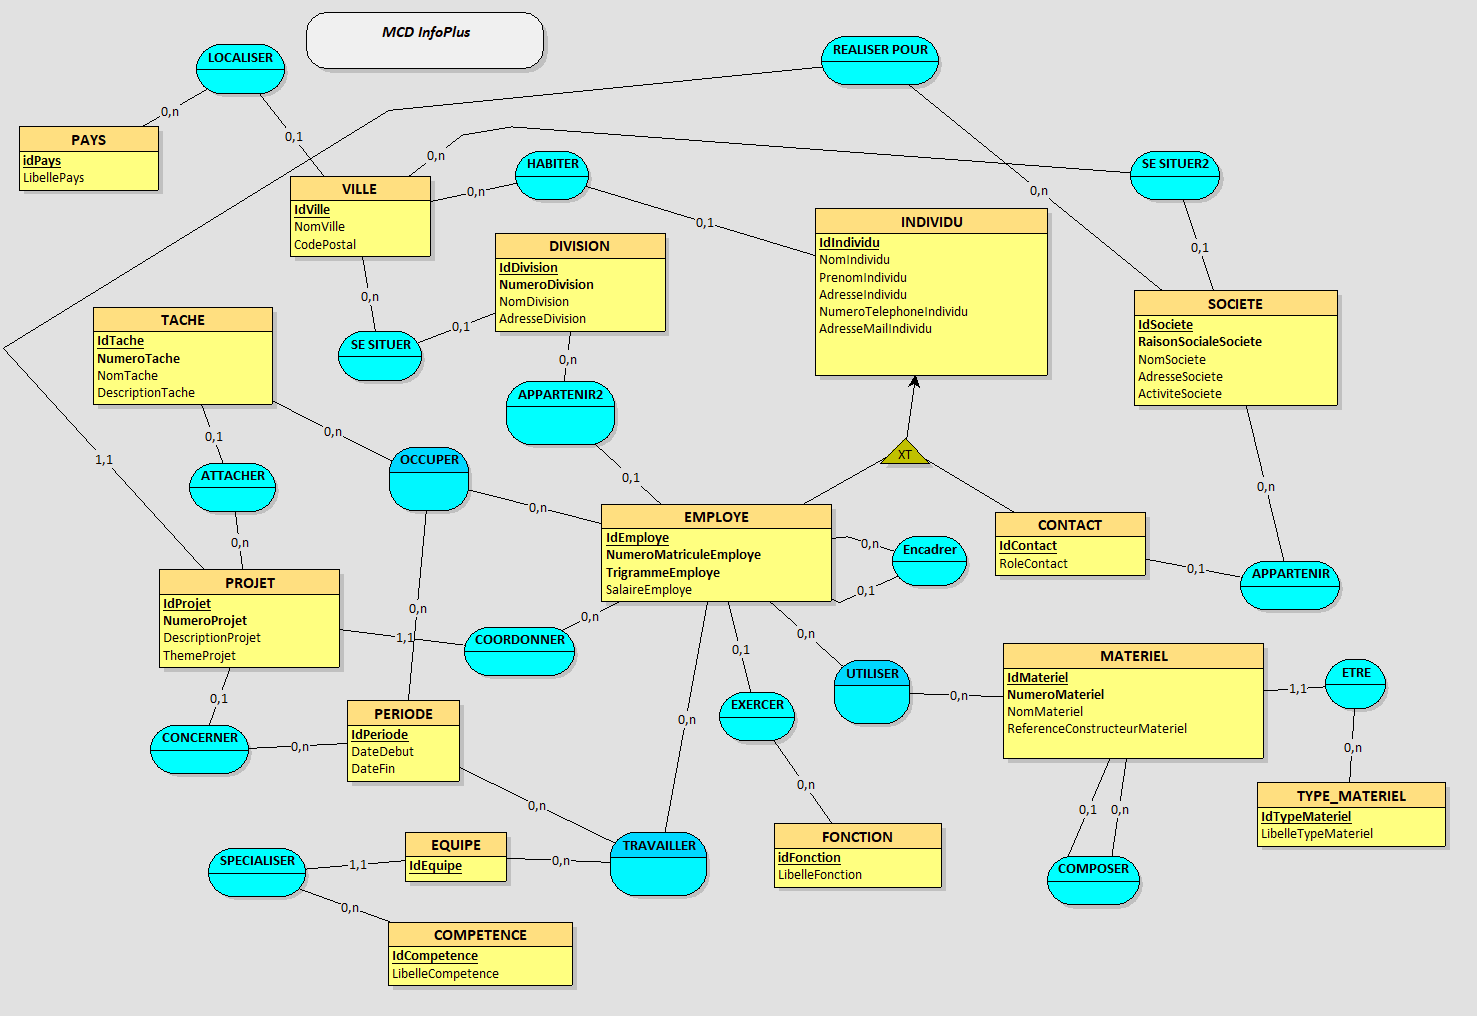 MCD InfoPlus
LOCALISER
REALISER POUR
0,n
0,1
PAYS
idPays
LibellePays
0,n
HABITER
SE SITUER2
VILLE
IdVille
NomVille
CodePostal
0,n
0,1
0,n
0,1
INDIVIDU
IdIndividu
NomIndividu
PrenomIndividu
AdresseIndividu
NumeroTelephoneIndividu
AdresseMailIndividu
DIVISION
IdDivision
NumeroDivision
NomDivision
AdresseDivision
SOCIETE
IdSociete
RaisonSocialeSociete
NomSociete
AdresseSociete
ActiviteSociete
0,n
SE SITUER
0,1
TACHE
IdTache
NumeroTache
NomTache
DescriptionTache
0,n
APPARTENIR2
0,1
0,n
0,1
ATTACHER
0,n
OCCUPER
0,n
XT
1,1
0,n
EMPLOYE
IdEmploye
NumeroMatriculeEmploye
TrigrammeEmploye
SalaireEmploye
0,n
Encadrer
0,1
CONTACT
IdContact
RoleContact
0,1
APPARTENIR
0,n
PROJET
IdProjet
NumeroProjet
DescriptionProjet
ThemeProjet
1,1
COORDONNER
0,n
0,1
CONCERNER
0,n
PERIODE
IdPeriode
DateDebut
DateFin
0,n
0,n
0,1
EXERCER
0,n
0,n
UTILISER
0,n
MATERIEL
IdMateriel
NumeroMateriel
NomMateriel
ReferenceConstructeurMateriel
1,1
ETRE
0,n
TYPE_MATERIEL
IdTypeMateriel
LibelleTypeMateriel
0,1
0,n
COMPOSER
FONCTION
idFonction
LibelleFonction
SPECIALISER
1,1
EQUIPE
IdEquipe
0,n
TRAVAILLER
0,n
COMPETENCE
IdCompetence
LibelleCompetence